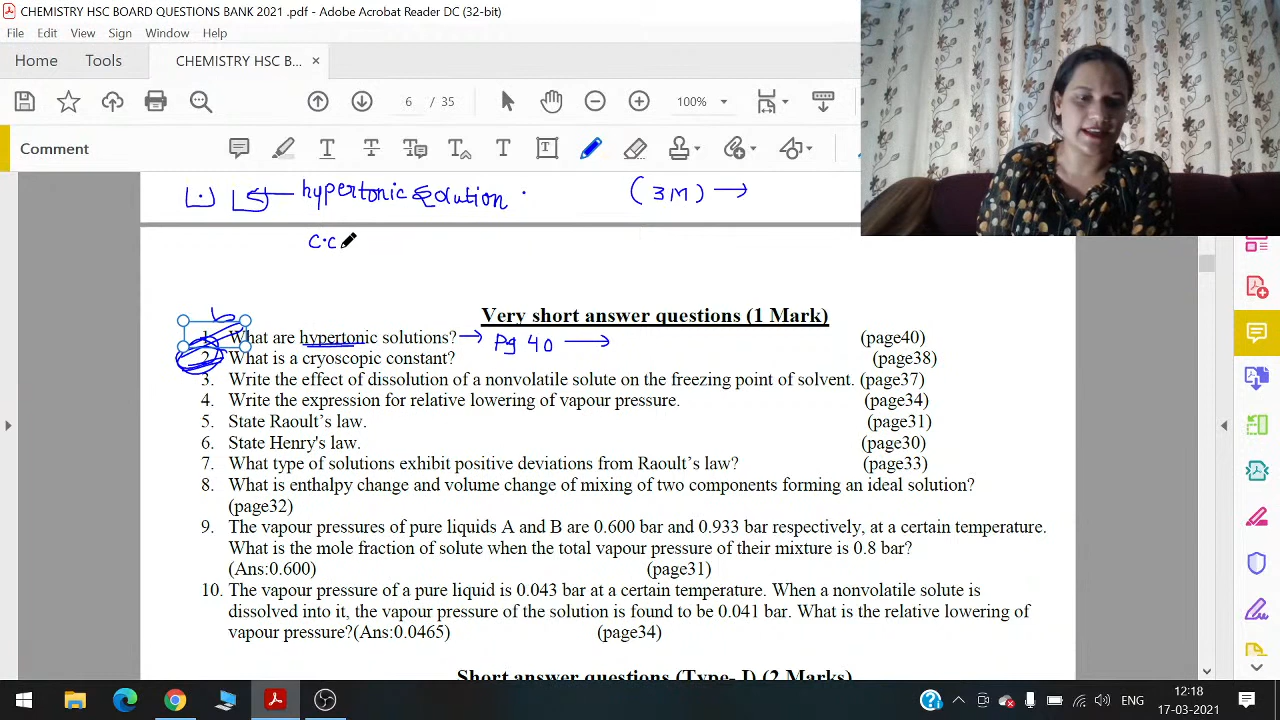 CHEMISTRY HSC BOARD QUESTIONS BANK 2021 .pdf - Adobe Acrobat Reader DC (32-bit)
File Edit View Sign Window Help
Home Tools CHEMISTRY HSC B... ×
6 / 35 100%
Comment
hypertonic solution (3M) →
c.c
Very short answer questions (1 Mark)
1. What are hypertonic solutions? → Pg 40 → (page40)
2. What is a cryoscopic constant? (page38)
3. Write the effect of dissolution of a nonvolatile solute on the freezing point of solvent. (page37)
4. Write the expression for relative lowering of vapour pressure. (page34)
5. State Raoult’s law. (page31)
6. State Henry's law. (page30)
7. What type of solutions exhibit positive deviations from Raoult’s law? (page33)
8. What is enthalpy change and volume change of mixing of two components forming an ideal solution?
(page32)
9. The vapour pressures of pure liquids A and B are 0.600 bar and 0.933 bar respectively, at a certain temperature.
What is the mole fraction of solute when the total vapour pressure of their mixture is 0.8 bar?
(Ans:0.600) (page31)
10. The vapour pressure of a pure liquid is 0.043 bar at a certain temperature. When a nonvolatile solute is
dissolved into it, the vapour pressure of the solution is found to be 0.041 bar. What is the relative lowering of
vapour pressure?(Ans:0.0465) (page34)
Short answer questions (Type- I) (2 Marks)
ENG
12:18
17-03-2021